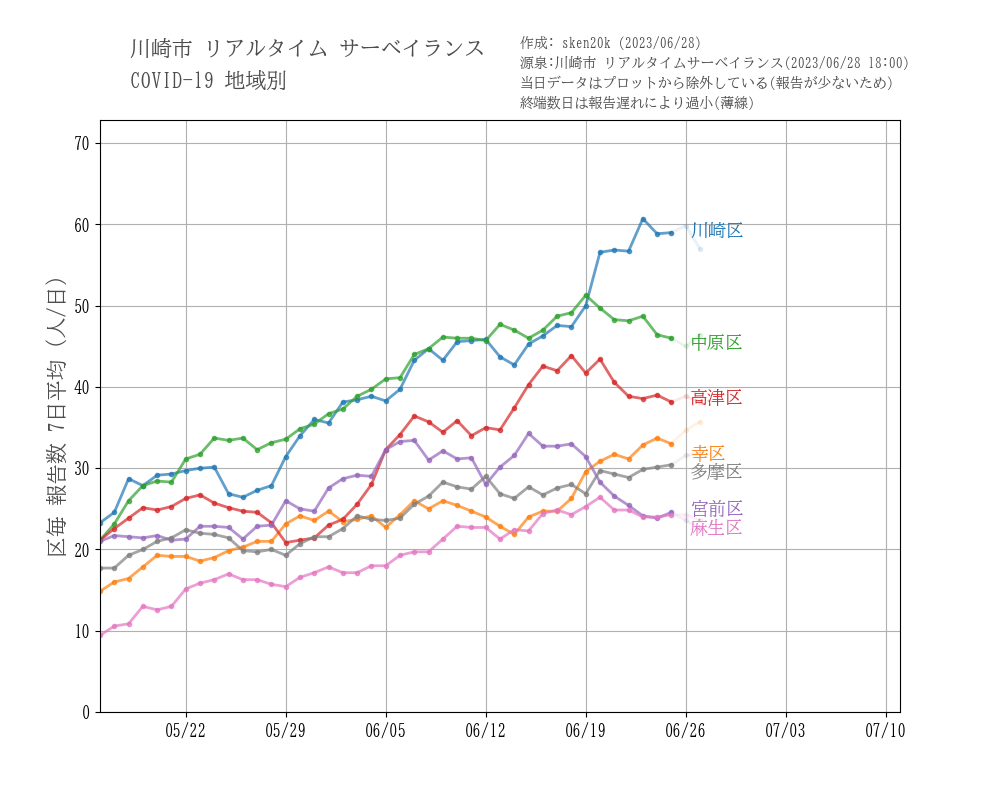 川崎市 リアルタイム サーベイランス
COVID-19 地域別
作成: sken20k (2023/06/28)
源泉:川崎市 リアルタイムサーベイランス(2023/06/28 18:00)
当日データはプロットから除外している(報告が少ないため)
終端数日は報告遅れにより過小(薄線)
区毎 報告数 7日平均 (人/日)
70
60
50
40
30
20
10
0
川崎区
中原区
高津区
幸区
多摩区
宮前区
麻生区
05/22 05/29 06/05 06/12 06/19 06/26 07/03 07/10